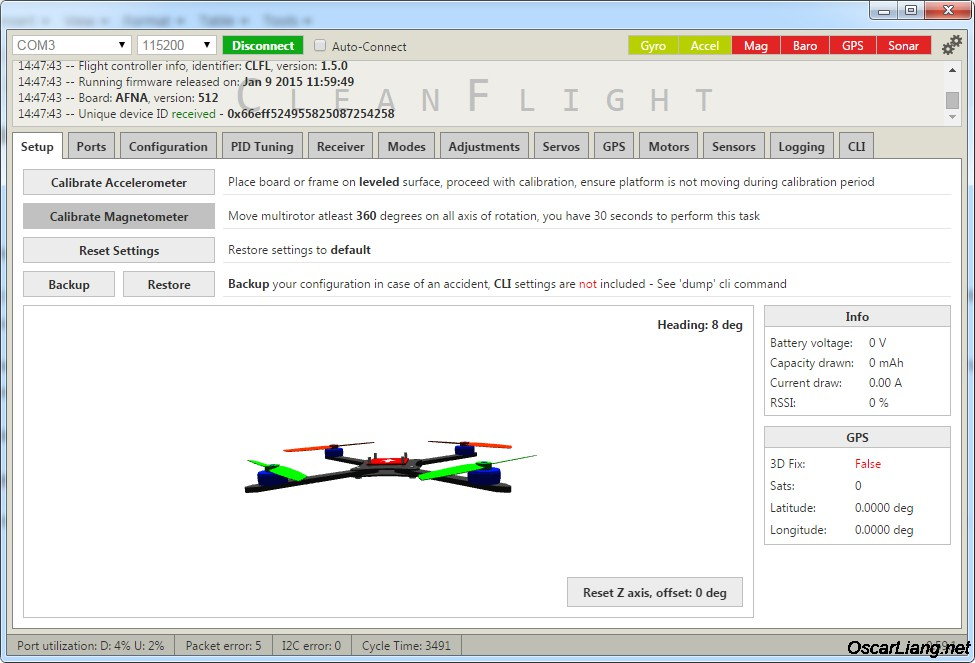 COM3 115200 Disconnect Auto-Connect Gyro Accel Mag Baro GPS Sonar
14:47:43 -- Flight controller info, identifier: CLFL, version: 1.5.0
14:47:43 -- Running firmware released on: Jan 9 2015 11:59:49
14:47:43 -- Board: AFNA, version: 512
14:47:43 -- Unique device ID received - 0x66eff524955825087254258
CLEANFLIGHT
Setup Ports Configuration PID Tuning Receiver Modes Adjustments Servos GPS Motors Sensors Logging CLI
Calibrate Accelerometer Place board or frame on leveled surface, proceed with calibration, ensure platform is not moving during calibration period
Calibrate Magnetometer Move multirotor atleast 360 degrees on all axis of rotation, you have 30 seconds to perform this task
Reset Settings Restore settings to default
Backup Restore Backup your configuration in case of an accident, CLI settings are not included - See 'dump' cli command
Heading: 8 deg
Info
Battery voltage: 0 V
Capacity drawn: 0 mAh
Current draw: 0.00 A
RSSI: 0 %
GPS
3D Fix: False
Sats: 0
Latitude: 0.0000 deg
Longitude: 0.0000 deg
Reset Z axis, offset: 0 deg
Port utilization: D: 4% U: 2% Packet error: 5 I2C error: 0 Cycle Time: 3491
OscarLiang.net